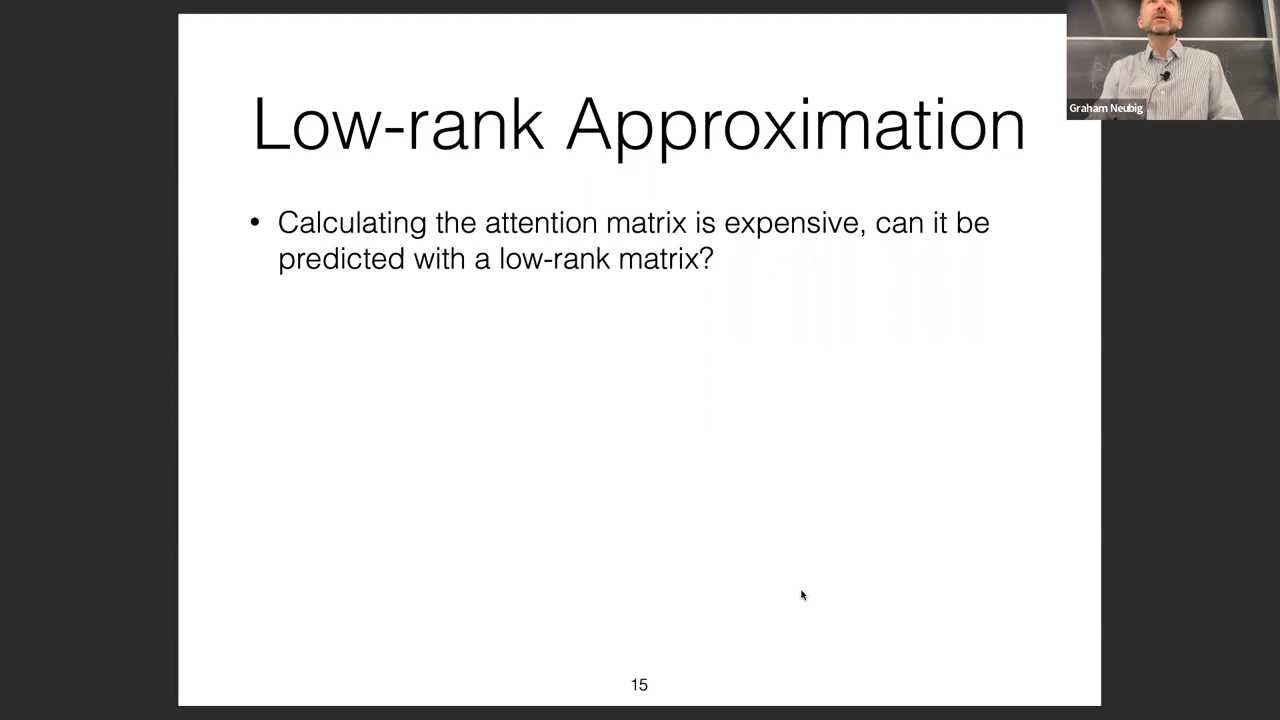 Low-rank Approximation
• Calculating the attention matrix is expensive, can it be
predicted with a low-rank matrix?
15
Graham Neubig